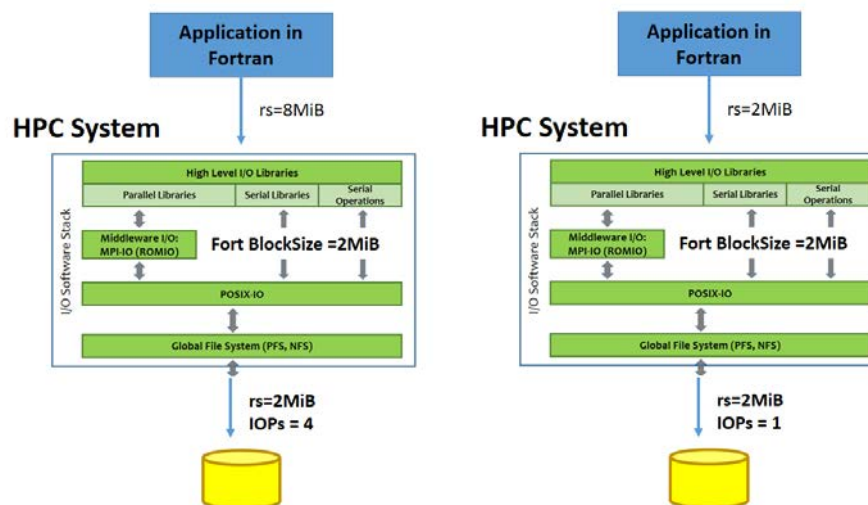 Application in
Fortran
rs=8MiB
HPC System
High Level I/O Libraries
Parallel Libraries
Serial Libraries
Serial
Operations
I/O Software Stack
Middleware I/O:
MPI-IO (ROMIO)
Fort BlockSize =2MiB
POSIX-IO
Global File System (PFS, NFS)
rs=2MiB
IOPs = 4
Application in
Fortran
rs=2MiB
HPC System
High Level I/O Libraries
Parallel Libraries
Serial Libraries
Serial
Operations
I/O Software Stack
Middleware I/O:
MPI-IO (ROMIO)
Fort BlockSize =2MiB
POSIX-IO
Global File System (PFS, NFS)
rs=2MiB
IOPs = 1